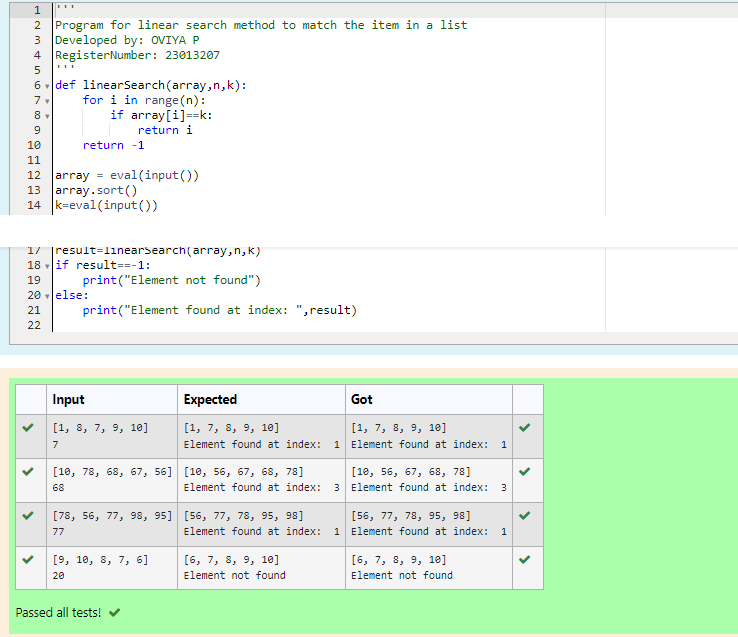 1 '''
2 Program for linear search method to match the item in a list
3 Developed by: OVIYA P
4 RegisterNumber: 23013207
5 '''
6 def linearSearch(array,n,k):
7 for i in range(n):
8 if array[i]==k:
9 return i
10 return -1
11
12 array = eval(input())
13 array.sort()
14 k=eval(input())
17 result=linearSearch(array,n,k)
18 if result==-1:
19 print("Element not found")
20 else:
21 print("Element found at index: ",result)
22
Input Expected Got
[1, 8, 7, 9, 10] [1, 7, 8, 9, 10] [1, 7, 8, 9, 10]
7 Element found at index:  1 Element found at index:  1
[10, 78, 68, 67, 56] [10, 56, 67, 68, 78] [10, 56, 67, 68, 78]
68 Element found at index:  3 Element found at index:  3
[78, 56, 77, 98, 95] [56, 77, 78, 95, 98] [56, 77, 78, 95, 98]
77 Element found at index:  1 Element found at index:  1
[9, 10, 8, 7, 6] [6, 7, 8, 9, 10] [6, 7, 8, 9, 10]
20 Element not found Element not found
Passed all tests!